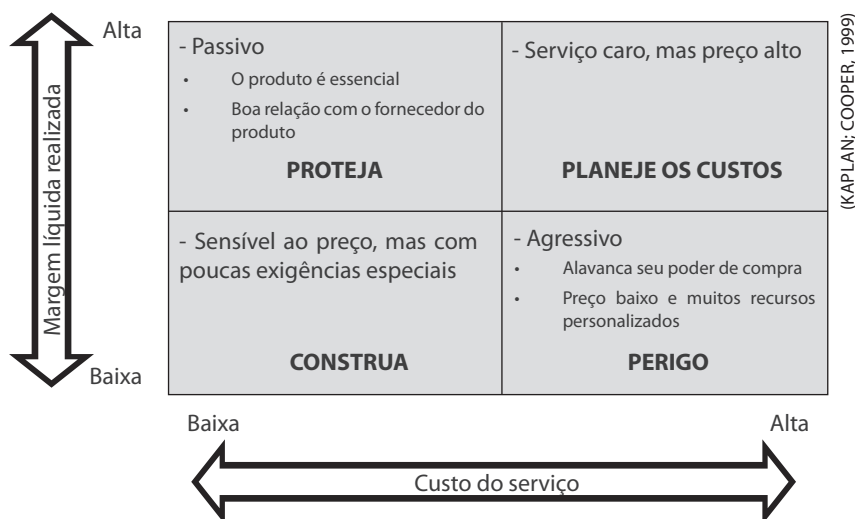 Alta
Margem líquida realizada
Baixa
- Passivo
• O produto é essencial
• Boa relação com o fornecedor do
produto
PROTEJA
- Serviço caro, mas preço alto
PLANEJE OS CUSTOS
- Sensível ao preço, mas com
poucas exigências especiais
CONSTRUA
- Agressivo
• Alavanca seu poder de compra
• Preço baixo e muitos recursos
personalizados
PERIGO
(KAPLAN; COOPER, 1999)
Baixa
Alta
Custo do serviço